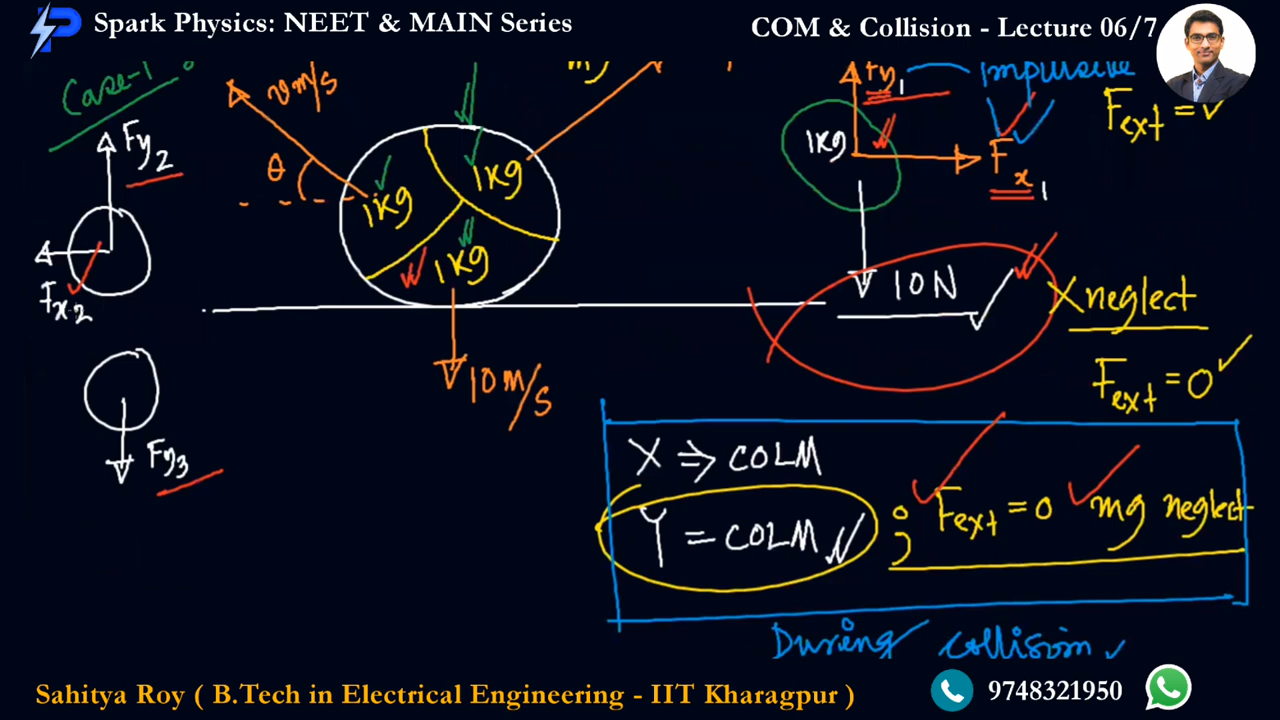 Spark Physics: NEET & MAIN Series
COM & Collision - Lecture 06/7
Case-1
v m/s
mg
Fy1
Impulsive
Fext = ✓
Fy2
θ
1kg
1kg
1kg
1kg
Fx1
Fx2
10N
X neglect
10 m/s
Fext = 0 ✓
Fy3
X ⇒ COLM
Y = COLM ✓ ; Fext = 0 ✓ mg neglect
During collision ✓
Sahitya Roy ( B.Tech in Electrical Engineering - IIT Kharagpur )
9748321950